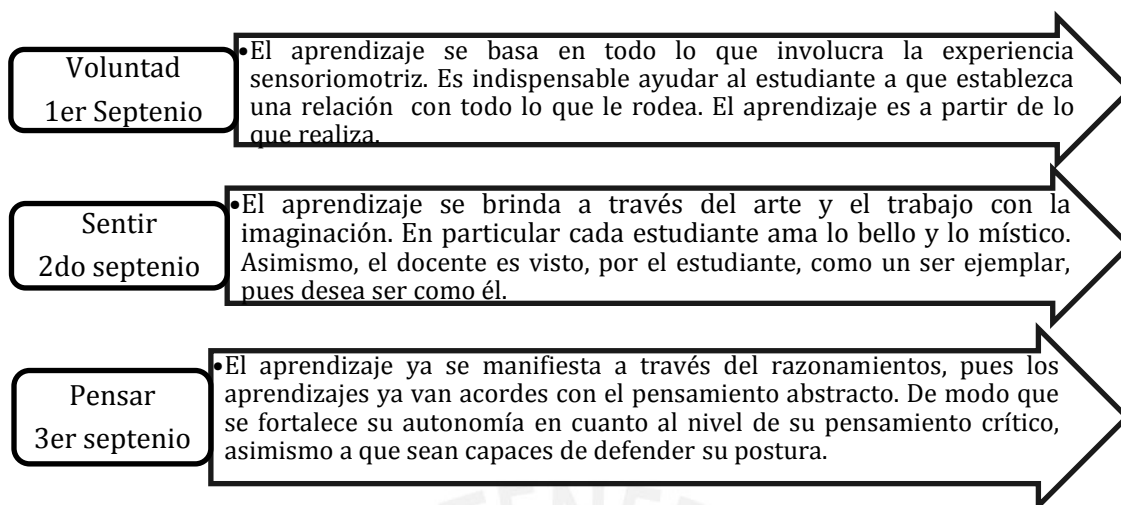 Voluntad
1er Septenio
•El aprendizaje se basa en todo lo que involucra la experiencia
sensoriomotriz. Es indispensable ayudar al estudiante a que establezca
una relación con todo lo que le rodea. El aprendizaje es a partir de lo
que realiza.
Sentir
2do septenio
•El aprendizaje se brinda a través del arte y el trabajo con la
imaginación. En particular cada estudiante ama lo bello y lo místico.
Asimismo, el docente es visto, por el estudiante, como un ser ejemplar,
pues desea ser como él.
Pensar
3er septenio
•El aprendizaje ya se manifiesta a través del razonamientos, pues los
aprendizajes ya van acordes con el pensamiento abstracto. De modo que
se fortalece su autonomía en cuanto al nivel de su pensamiento crítico,
asimismo a que sean capaces de defender su postura.